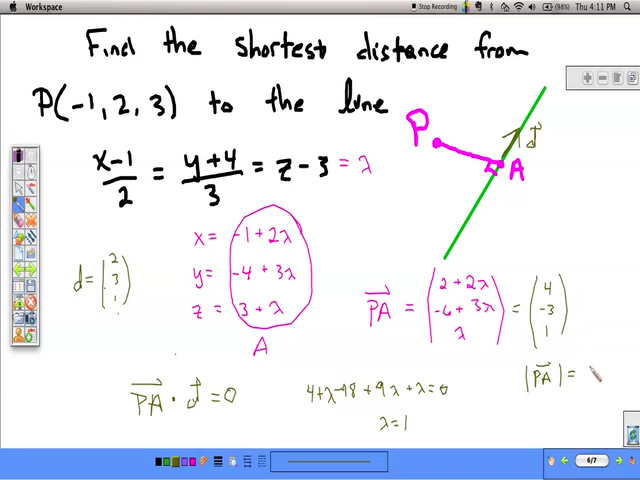 Workspace
Stop Recording
(98%)
Thu 4:11 PM
Find the shortest distance from
P(-1, 2, 3) to the line
P
d
A
x-1/2 = y+4/3 = z-3 = λ
x= -1+2λ
y= -4+3λ
z= 3+λ
A
d= (2 3 1)
PA = (2+2λ -6+3λ λ) = (4 -3 1)
|PA| =
PA · d = 0
4+λ-18+9λ+λ=0
λ=1
6/7